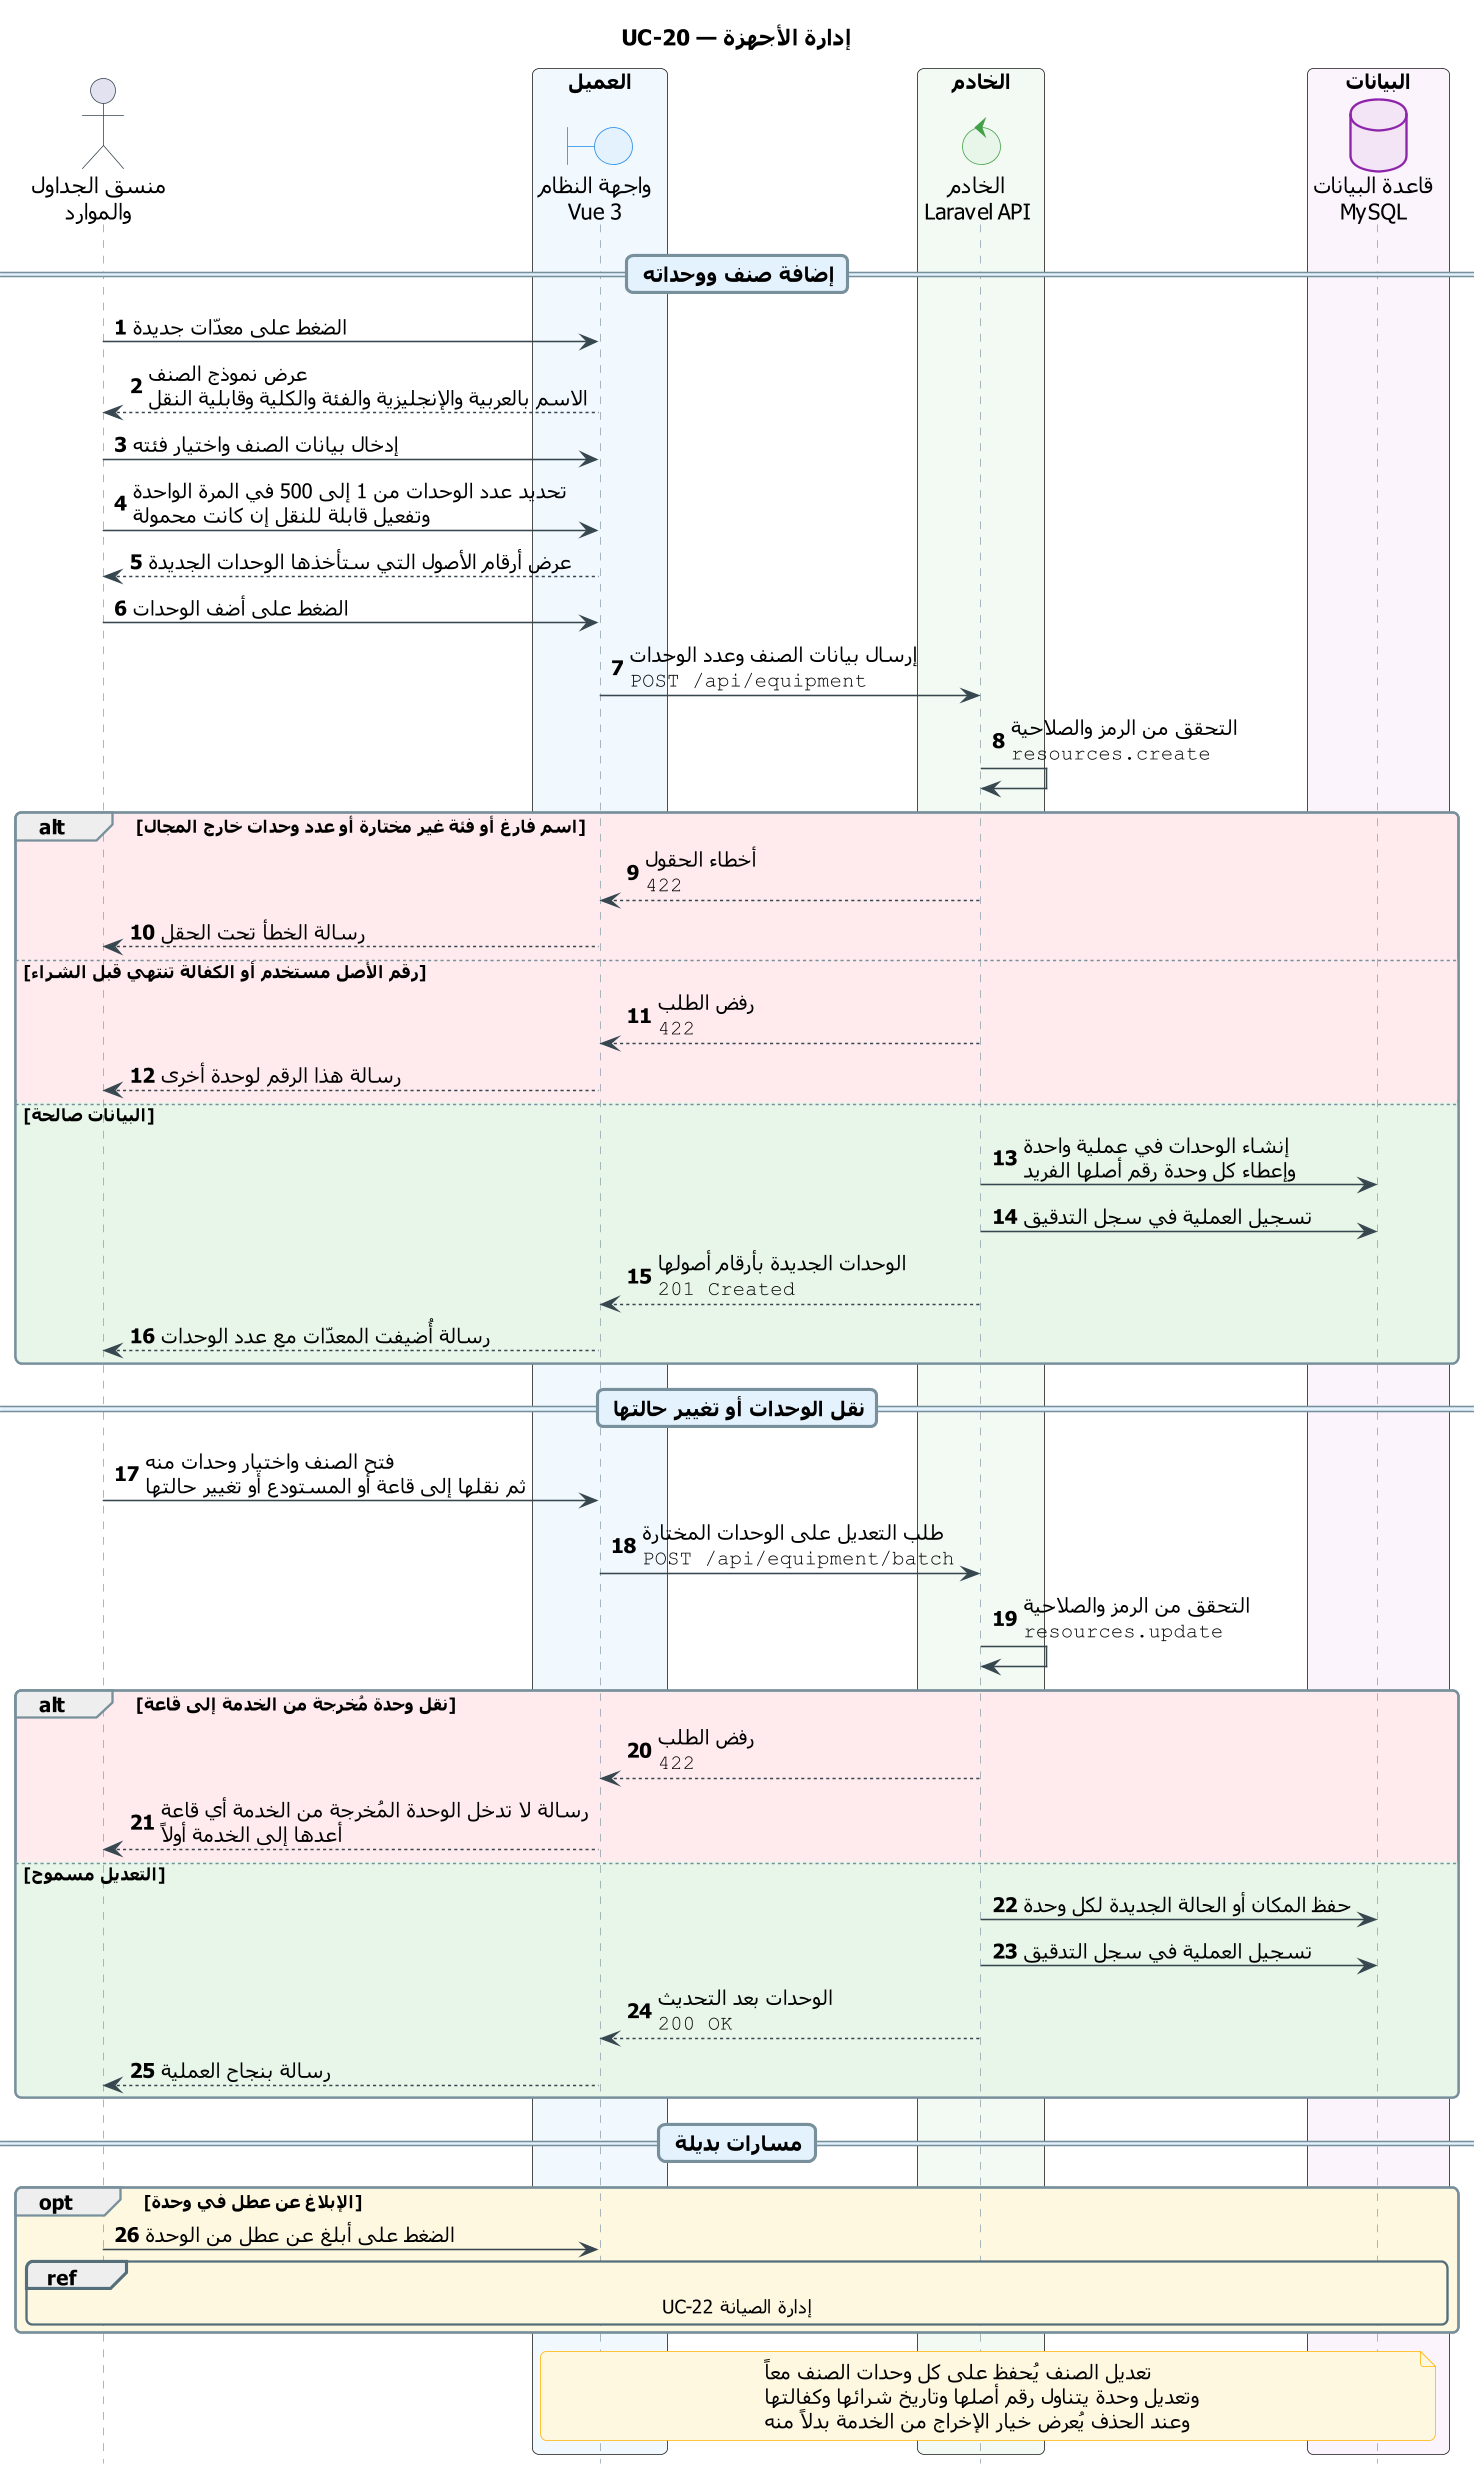 UC-20 — إدارة الأجهزة
العميل
الخادم
البيانات
منسق الجداول
والموارد
واجهة النظام
Vue 3
الخادم
Laravel API
قاعدة البيانات
MySQL
إضافة صنف ووحداته
1 الضغط على معدّات جديدة
2 عرض نموذج الصنف
الاسم بالعربية والإنجليزية والفئة والكلية وقابلية النقل
3 إدخال بيانات الصنف واختيار فئته
4 تحديد عدد الوحدات من 1 إلى 500 في المرة الواحدة
وتفعيل قابلة للنقل إن كانت محمولة
5 عرض أرقام الأصول التي ستأخذها الوحدات الجديدة
6 الضغط على أضف الوحدات
7 إرسال بيانات الصنف وعدد الوحدات
POST /api/equipment
8 التحقق من الرمز والصلاحية
resources.create
alt [اسم فارغ أو فئة غير مختارة أو عدد وحدات خارج المجال]
9 أخطاء الحقول
422
10 رسالة الخطأ تحت الحقل
[رقم الأصل مستخدم أو الكفالة تنتهي قبل الشراء]
11 رفض الطلب
422
12 رسالة هذا الرقم لوحدة أخرى
[البيانات صالحة]
13 إنشاء الوحدات في عملية واحدة
وإعطاء كل وحدة رقم أصلها الفريد
14 تسجيل العملية في سجل التدقيق
15 الوحدات الجديدة بأرقام أصولها
201 Created
16 رسالة أُضيفت المعدّات مع عدد الوحدات
نقل الوحدات أو تغيير حالتها
17 فتح الصنف واختيار وحدات منه
ثم نقلها إلى قاعة أو المستودع أو تغيير حالتها
18 طلب التعديل على الوحدات المختارة
POST /api/equipment/batch
19 التحقق من الرمز والصلاحية
resources.update
alt [نقل وحدة مُخرجة من الخدمة إلى قاعة]
20 رفض الطلب
422
21 رسالة لا تدخل الوحدة المُخرجة من الخدمة أي قاعة
أعدها إلى الخدمة أولاً
[التعديل مسموح]
22 حفظ المكان أو الحالة الجديدة لكل وحدة
23 تسجيل العملية في سجل التدقيق
24 الوحدات بعد التحديث
200 OK
25 رسالة بنجاح العملية
مسارات بديلة
opt [الإبلاغ عن عطل في وحدة]
26 الضغط على أبلغ عن عطل من الوحدة
ref
UC-22 إدارة الصيانة
تعديل الصنف يُحفظ على كل وحدات الصنف معاً
وتعديل وحدة يتناول رقم أصلها وتاريخ شرائها وكفالتها
وعند الحذف يُعرض خيار الإخراج من الخدمة بدلاً منه